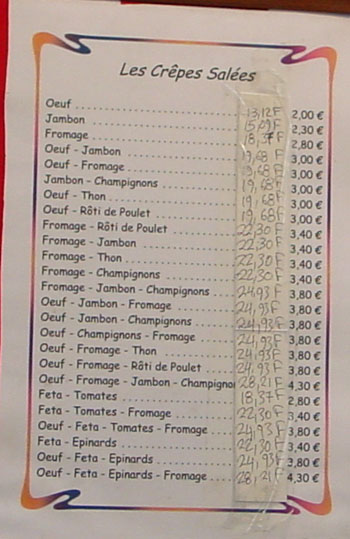 Les Crêpes Salées
Oeuf 13,12F 2,00 €
Jambon 15,09F 2,30 €
Fromage 18,37F 2,80 €
Oeuf - Jambon 19,68F 3,00 €
Oeuf - Fromage 19,68F 3,00 €
Jambon - Champignons 19,68F 3,00 €
Oeuf - Thon 19,68F 3,00 €
Oeuf - Rôti de Poulet 19,68F 3,00 €
Fromage - Rôti de Poulet 22,30F 3,40 €
Fromage - Jambon 22,30F 3,40 €
Fromage - Thon 22,30F 3,40 €
Fromage - Champignons 22,30F 3,40 €
Fromage - Jambon - Champignons 24,93F 3,80 €
Oeuf - Jambon - Fromage 24,93F 3,80 €
Oeuf - Jambon - Champignons 24,93F 3,80 €
Oeuf - Champignons - Fromage 24,93F 3,80 €
Oeuf - Fromage - Thon 24,93F 3,80 €
Oeuf - Fromage - Rôti de Poulet 24,93F 3,80 €
Oeuf - Fromage - Jambon - Champignon 28,21F 4,30 €
Feta - Tomates 18,37F 2,80 €
Feta - Tomates - Fromage 22,30F 3,40 €
Oeuf - Feta - Tomates - Fromage 24,93F 3,80 €
Feta - Epinards 22,30F 3,40 €
Oeuf - Feta - Epinards 24,93F 3,80 €
Oeuf - Feta - Epinards - Fromage 28,21F 4,30 €